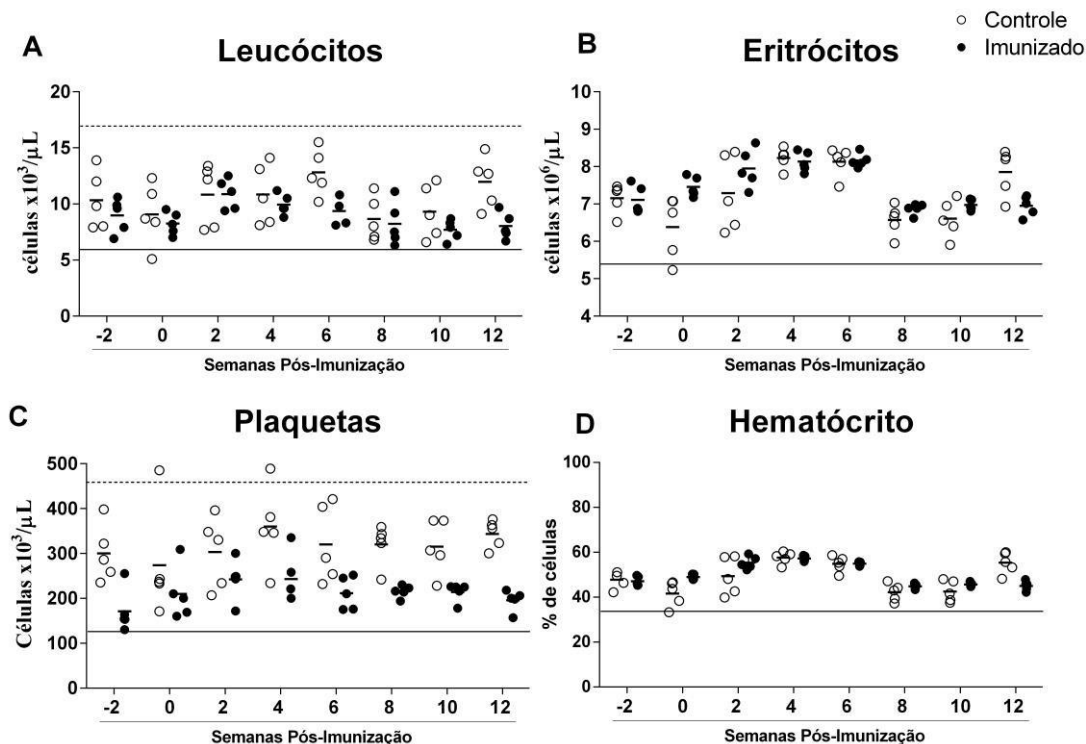 Controle
Imunizado
A
Leucócitos
células x10³/µL
20
15
10
5
0
-2 0 2 4 6 8 10 12
Semanas Pós-Imunização
B
Eritrócitos
células x10⁶/µL
10
9
8
7
6
5
4
-2 0 2 4 6 8 10 12
Semanas Pós-Imunização
C
Plaquetas
Células x10³/µL
500
400
300
200
100
0
-2 0 2 4 6 8 10 12
Semanas Pós-Imunização
D
Hematócrito
% de células
100
80
60
40
20
0
-2 0 2 4 6 8 10 12
Semanas Pós-Imunização